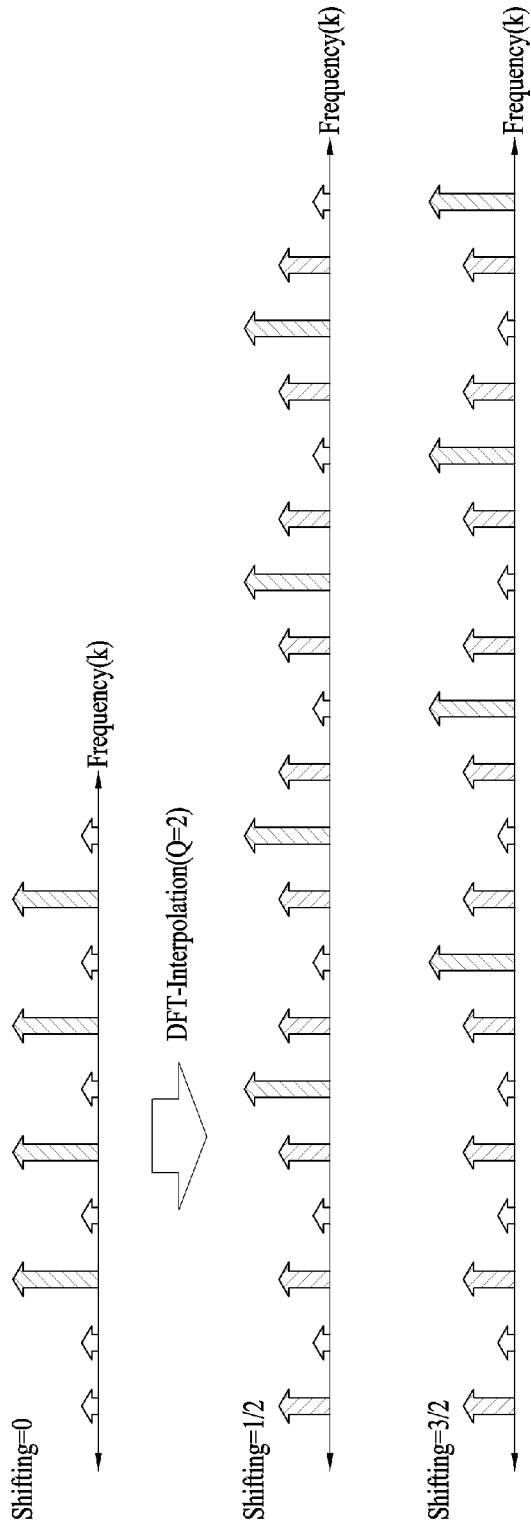 Shifting=0
Frequency(k)
DFT-Interpolation(Q=2)
Shifting=1/2
Frequency(k)
Shifting=3/2
Frequency(k)